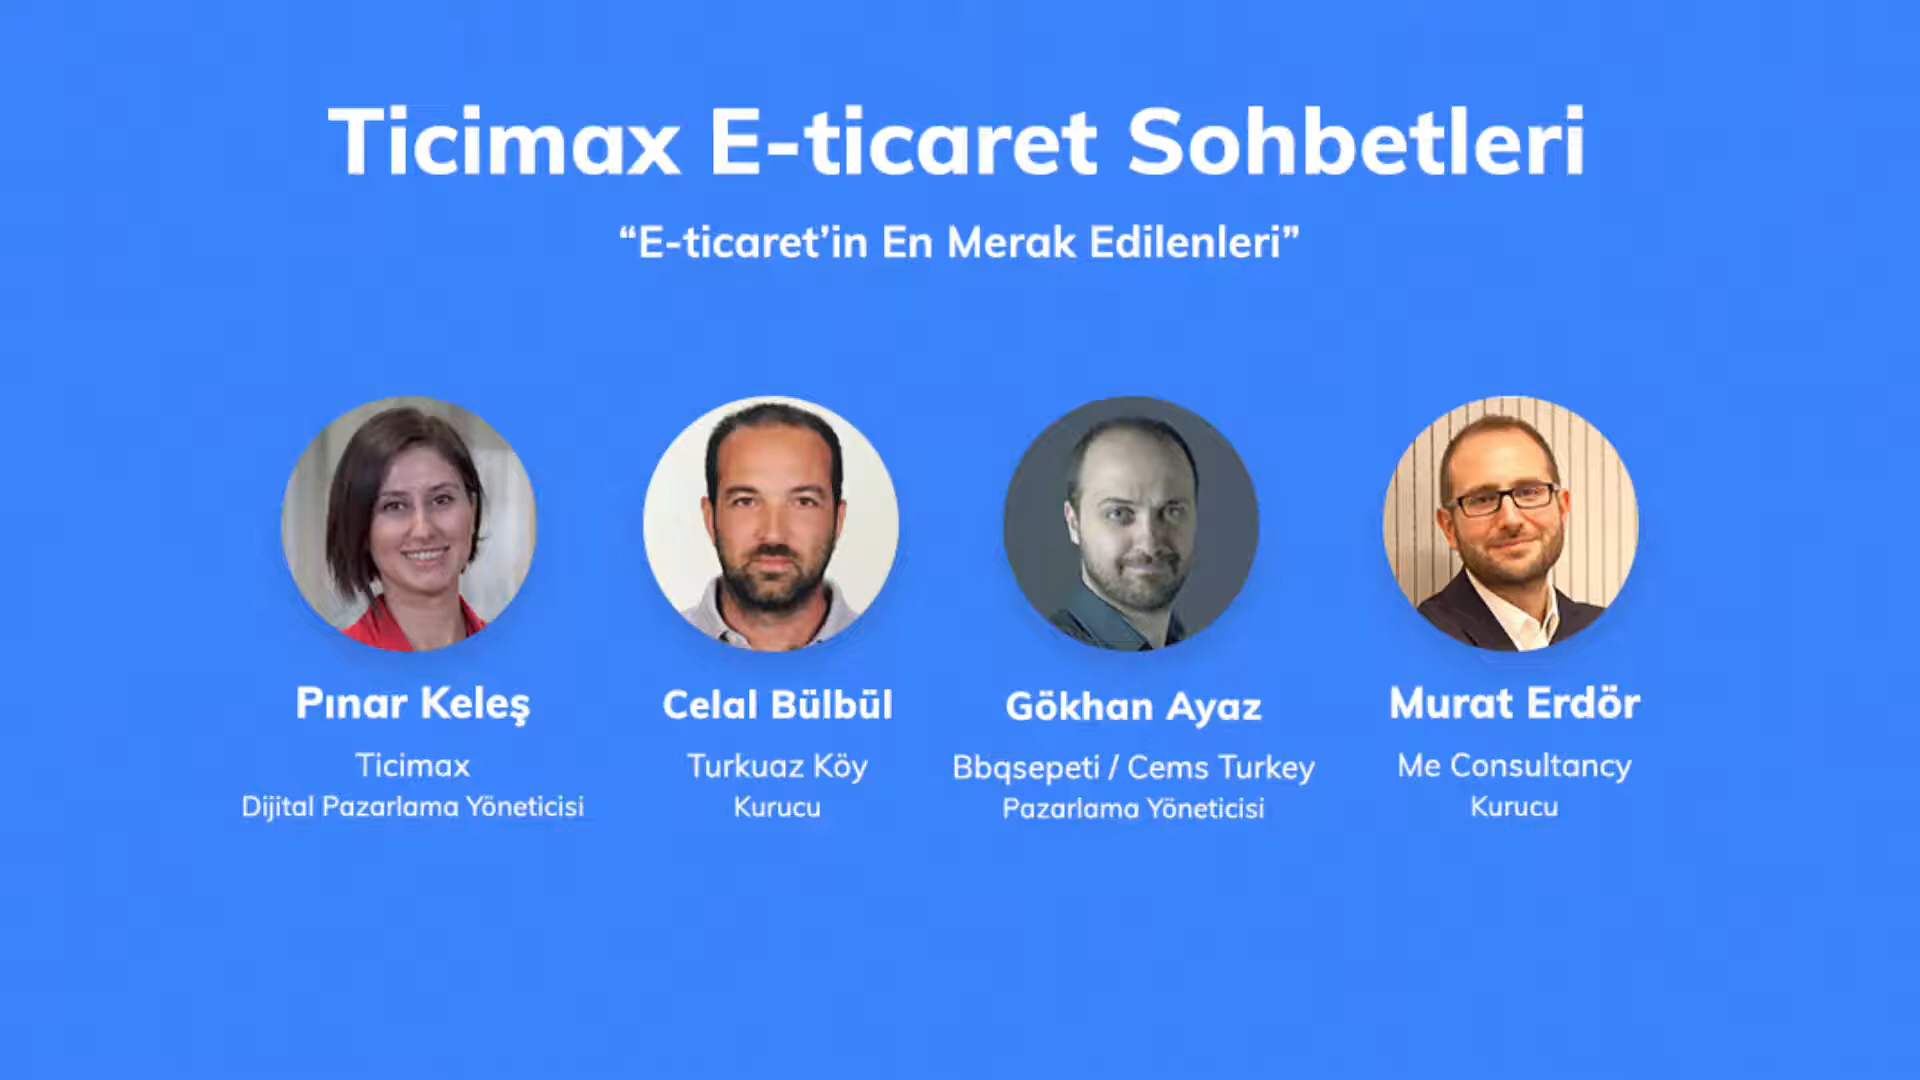 Ticimax E-ticaret Sohbetleri
“E-ticaret’in En Merak Edilenleri”
Pınar Keleş
Ticimax
Dijital Pazarlama Yöneticisi
Celal Bülbül
Turkuaz Köy
Kurucu
Gökhan Ayaz
Bbqsepeti / Cems Turkey
Pazarlama Yöneticisi
Murat Erdör
Me Consultancy
Kurucu